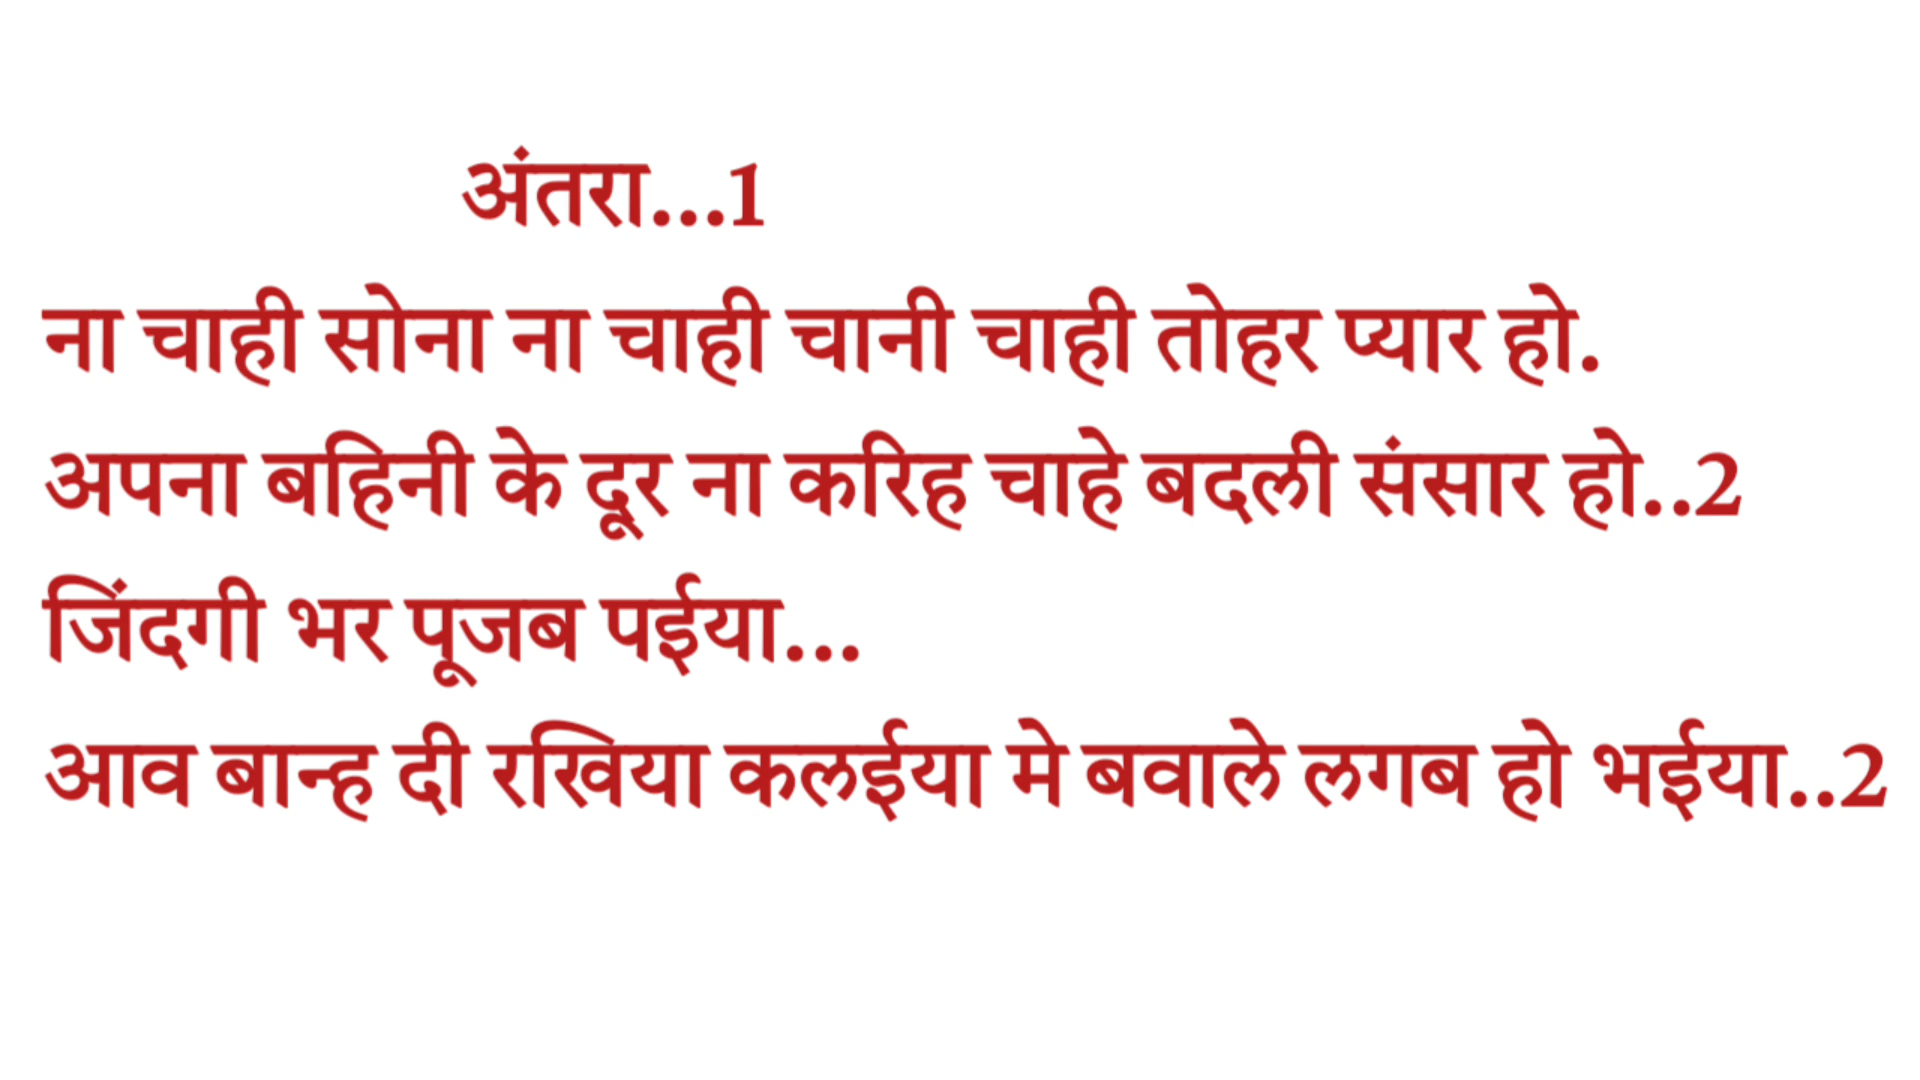 अंतरा...1
ना चाही सोना ना चाही चानी चाही तोहर प्यार हो.
अपना बहिनी के दूर ना करिह चाहे बदली संसार हो..2
जिंदगी भर पूजब पईया...
आव बान्ह दी रखिया कलईया मे बवाले लगब हो भईया..2